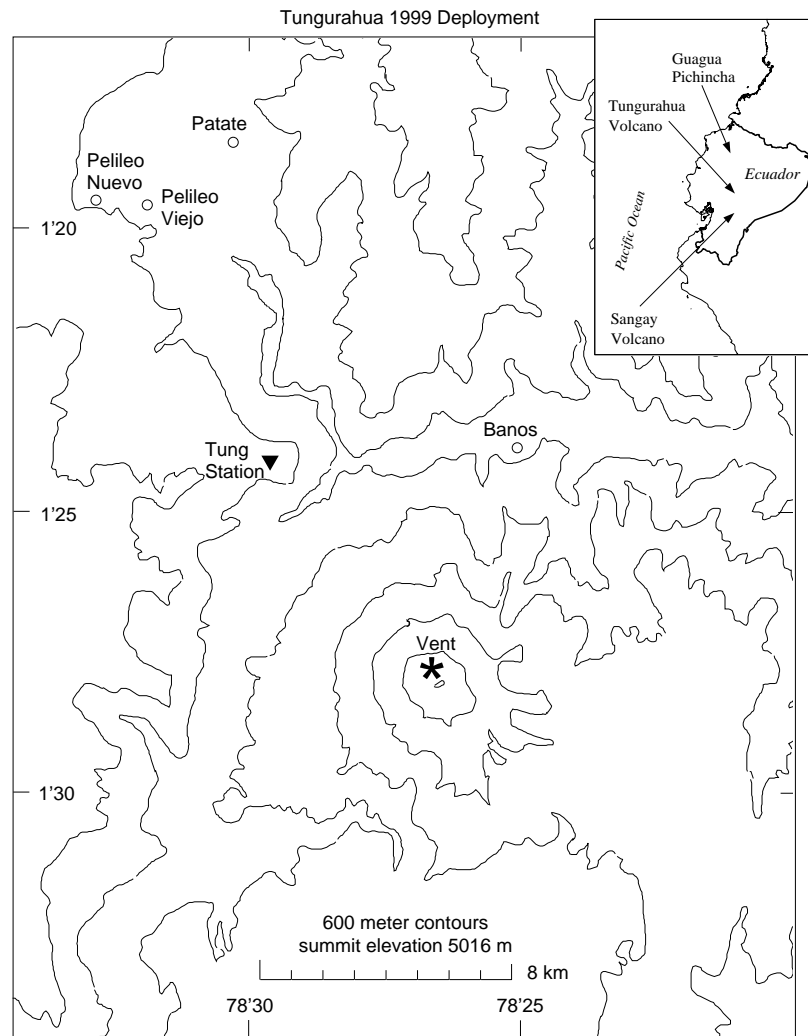 Tungurahua 1999 Deployment
Guagua
Pichincha
Tungurahua
Volcano
Ecuador
Pacific Ocean
Sangay
Volcano
Patate
Pelileo
Nuevo
Pelileo
Viejo
1'20
Banos
Tung
Station
1'25
Vent
*
1'30
600 meter contours
summit elevation 5016 m
8 km
78'30
78'25